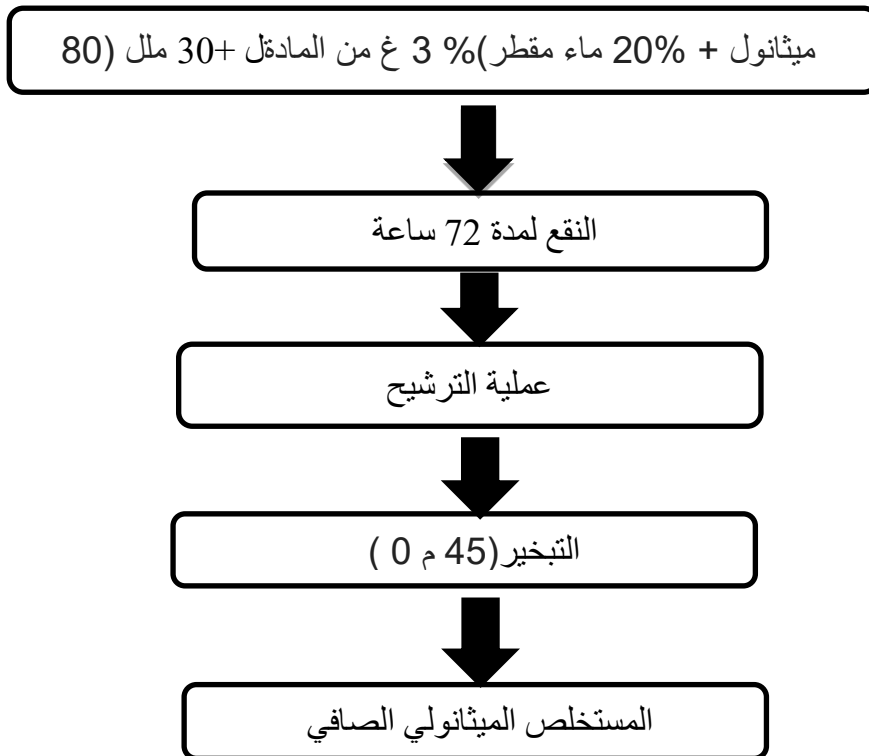 ميثانول + 20% ماء مقطر)% 3 غ من المادةل +30 ملل (80
النقع لمدة 72 ساعة
عملية الترشيح
التبخير(45 م 0 )
المستخلص الميثانولي الصافي